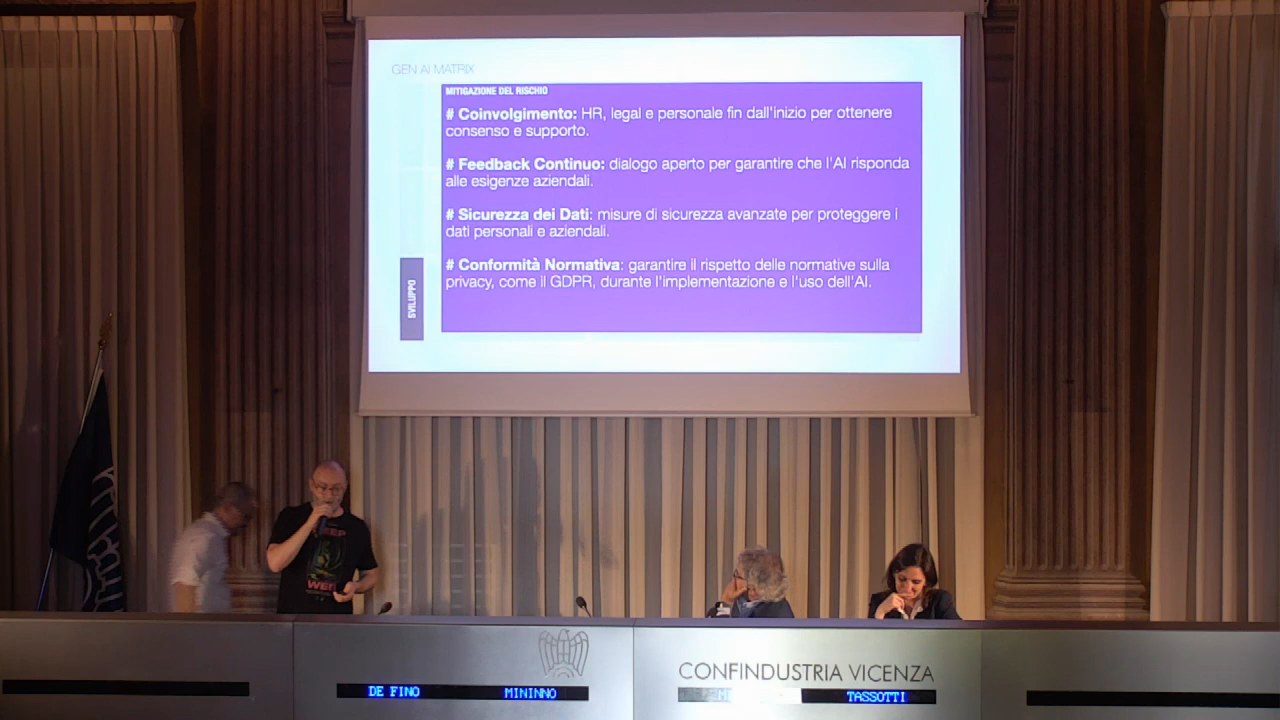 GEN AI MATRIX
MITIGAZIONE DEL RISCHIO
# Coinvolgimento: HR, legal e personale fin dall'inizio per ottenere
consenso e supporto.
# Feedback Continuo: dialogo aperto per garantire che l'AI risponda
alle esigenze aziendali.
# Sicurezza dei Dati: misure di sicurezza avanzate per proteggere i
dati personali e aziendali.
# Conformità Normativa: garantire il rispetto delle normative sulla
privacy, come il GDPR, durante l'implementazione e l'uso dell'AI.
SVILUPPO
CONFINDUSTRIA VICENZA
DE FINO
MININNO
TASSOTTI